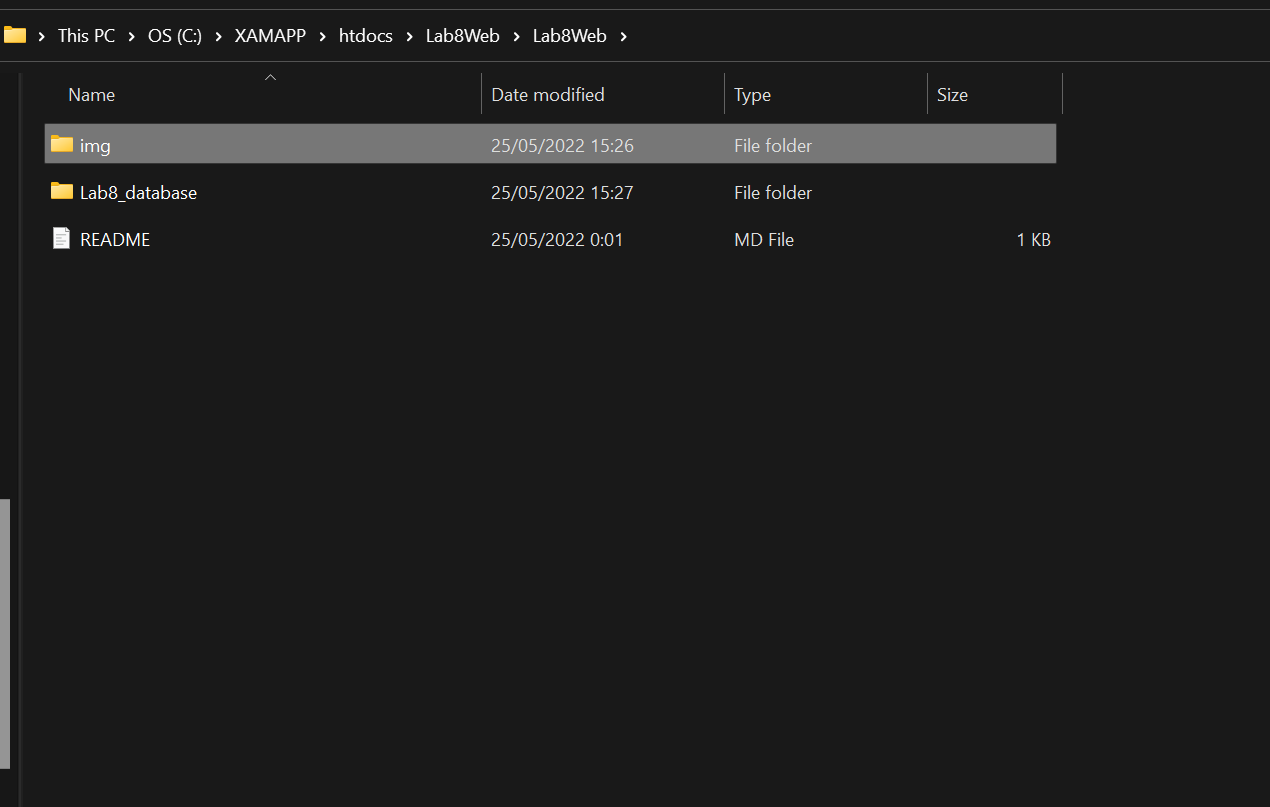 This PC > OS (C:) > XAMAPP > htdocs > Lab8Web > Lab8Web >
Name Date modified Type Size
img 25/05/2022 15:26 File folder
Lab8_database 25/05/2022 15:27 File folder
README 25/05/2022 0:01 MD File 1 KB